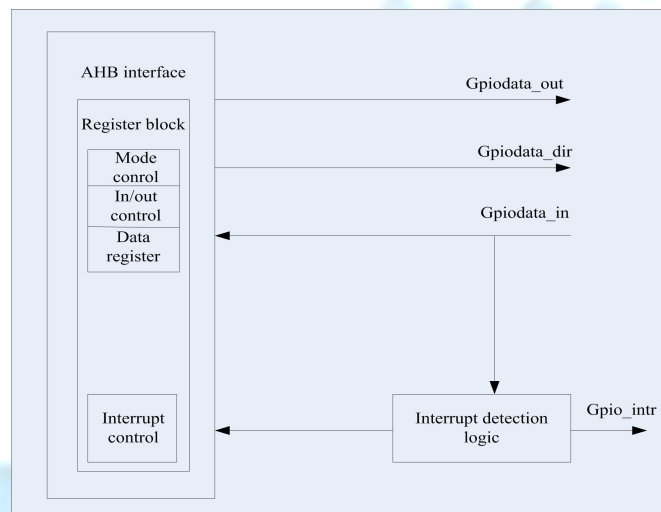 AHB interface
Register block
Mode
conrol
In/out
control
Data
register
Interrupt
control
Gpiodata_out
Gpiodata_dir
Gpiodata_in
Interrupt detection
logic
Gpio_intr